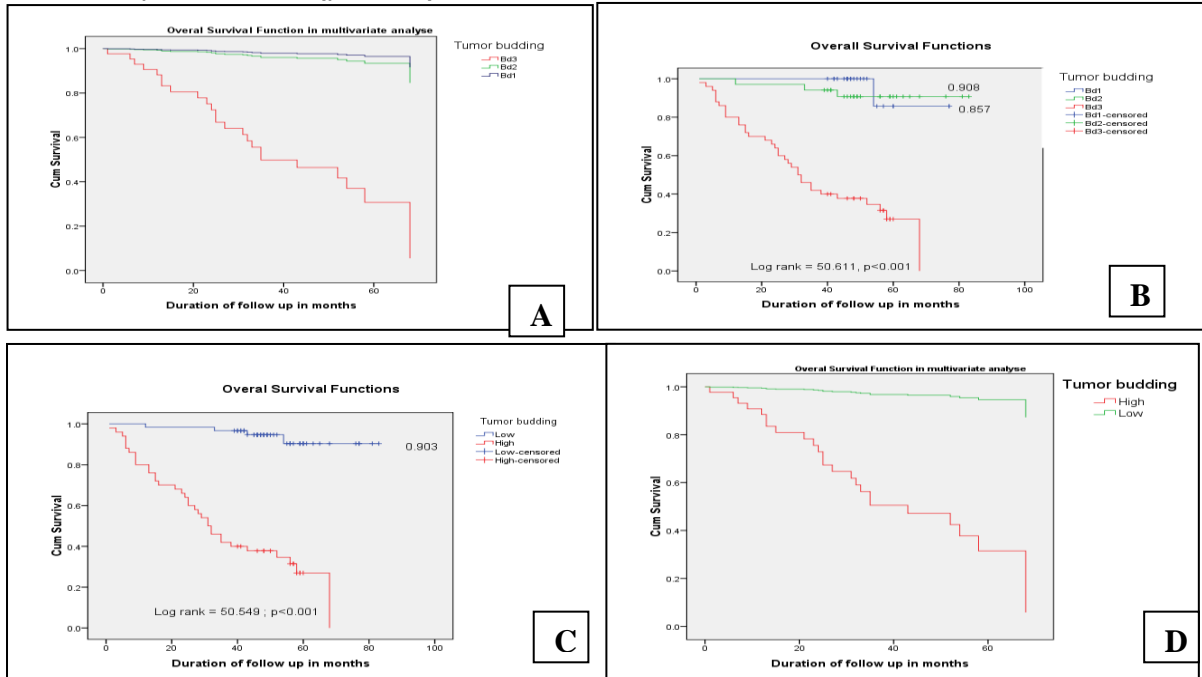 Overal Survival Function in multivariate analyse
Tumor budding
Bd3
Bd2
Bd1
1.0
0.8
0.6
0.4
0.2
0.0
Cum Survival
0
20
40
60
Duration of follow up in months
A
Overall Survival Functions
Tumor budding
Bd1
Bd2
Bd3
Bd1-censored
Bd2-censored
Bd3-censored
1.0
0.8
0.6
0.4
0.2
0.0
Cum Survival
0.908
0.857
Log rank = 50.611, p<0.001
0
20
40
60
80
100
Duration of follow up in months
B
Overal Survival Functions
Tumor budding
Low
High
Low-censored
High-censored
1.0
0.8
0.6
0.4
0.2
0.0
Cum Survival
0.903
Log rank = 50.549 ; p<0.001
0
20
40
60
80
100
Duration of follow up in months
C
Overal Survival Function in multivariate analyse
Tumor budding
High
Low
1.0
0.8
0.6
0.4
0.2
0.0
Cum Survival
0
20
40
60
Duration of follow up in months
D